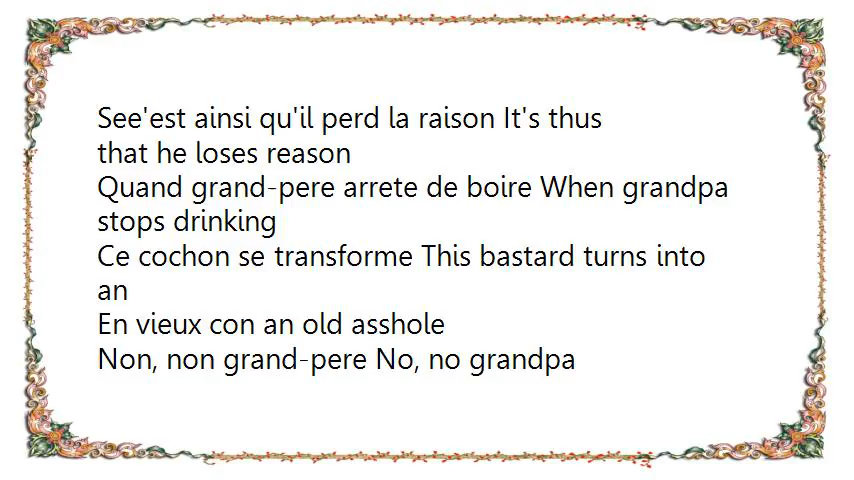 See'est ainsi qu'il perd la raison It's thus
that he loses reason
Quand grand-pere arrete de boire When grandpa
stops drinking
Ce cochon se transforme This bastard turns into
an
En vieux con an old asshole
Non, non grand-pere No, no grandpa